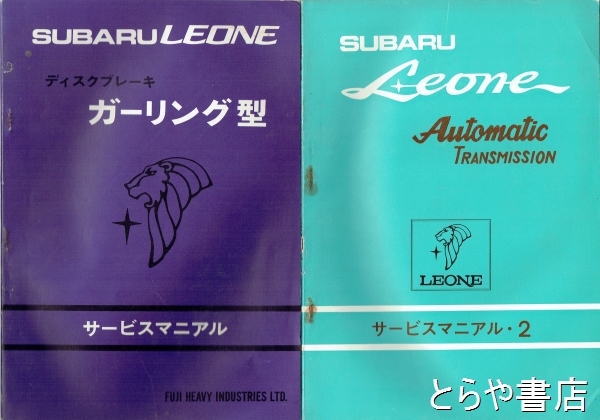 SUBARU LEONE
ディスクブレーキ
ガーリング型
サービスマニアル
FUJI HEAVY INDUSTRIES LTD.
SUBARU
Leone
Automatic
TRANSMISSION
LEONE
サービスマニアル・2
とらや書店